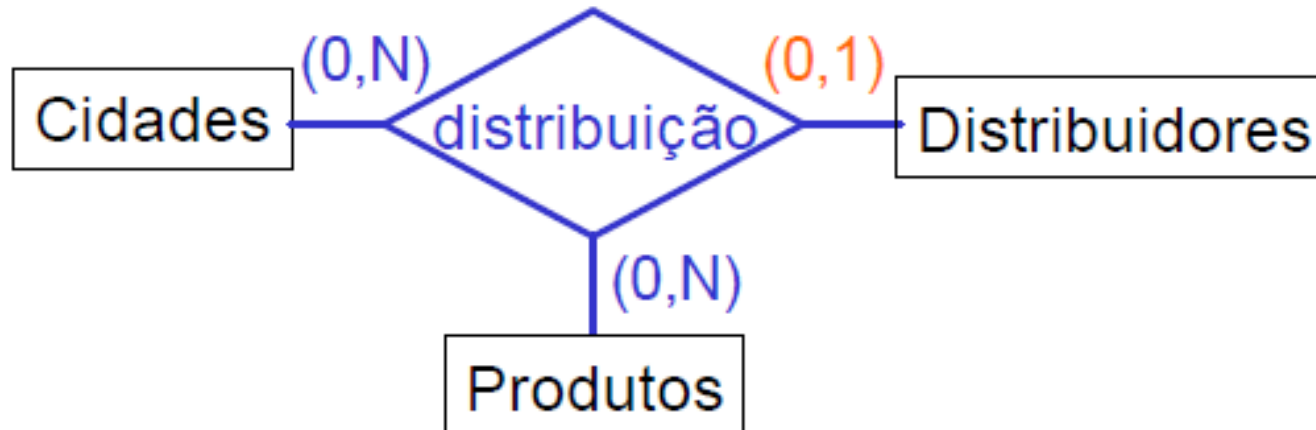 (0,N) (0,1)
Cidades distribuição Distribuidores
(0,N)
Produtos